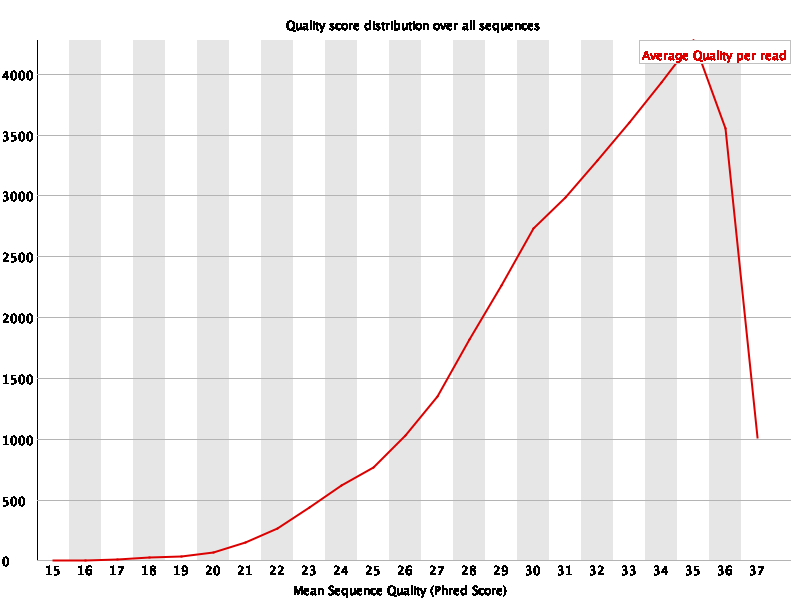 Quality score distribution over all sequences
Average Quality per read
4000
3500
3000
2500
2000
1500
1000
500
0
15 16 17 18 19 20 21 22 23 24 25 26 27 28 29 30 31 32 33 34 35 36 37
Mean Sequence Quality (Phred Score)